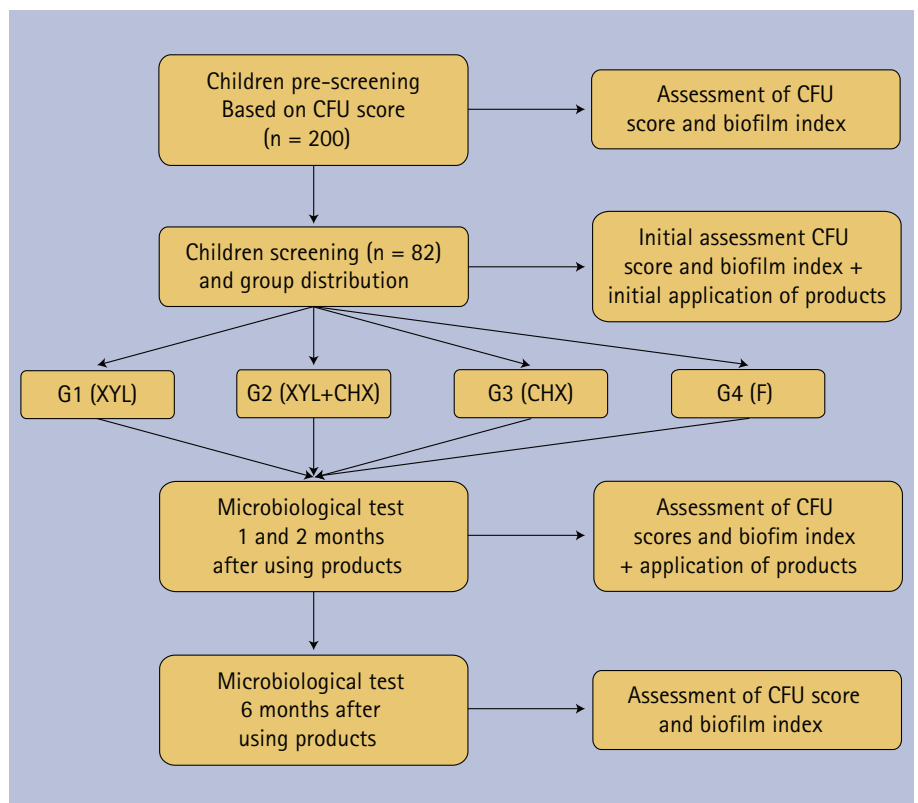 Children pre-screening
Based on CFU score
(n = 200)
Assessment of CFU
score and biofilm index
Children screening (n = 82)
and group distribution
Initial assessment CFU
score and biofilm index +
initial application of products
G1 (XYL)
G2 (XYL+CHX)
G3 (CHX)
G4 (F)
Microbiological test
1 and 2 months
after using products
Assessment of CFU
scores and biofim index
+ application of products
Microbiological test
6 months after
using products
Assessment of CFU score
and biofilm index